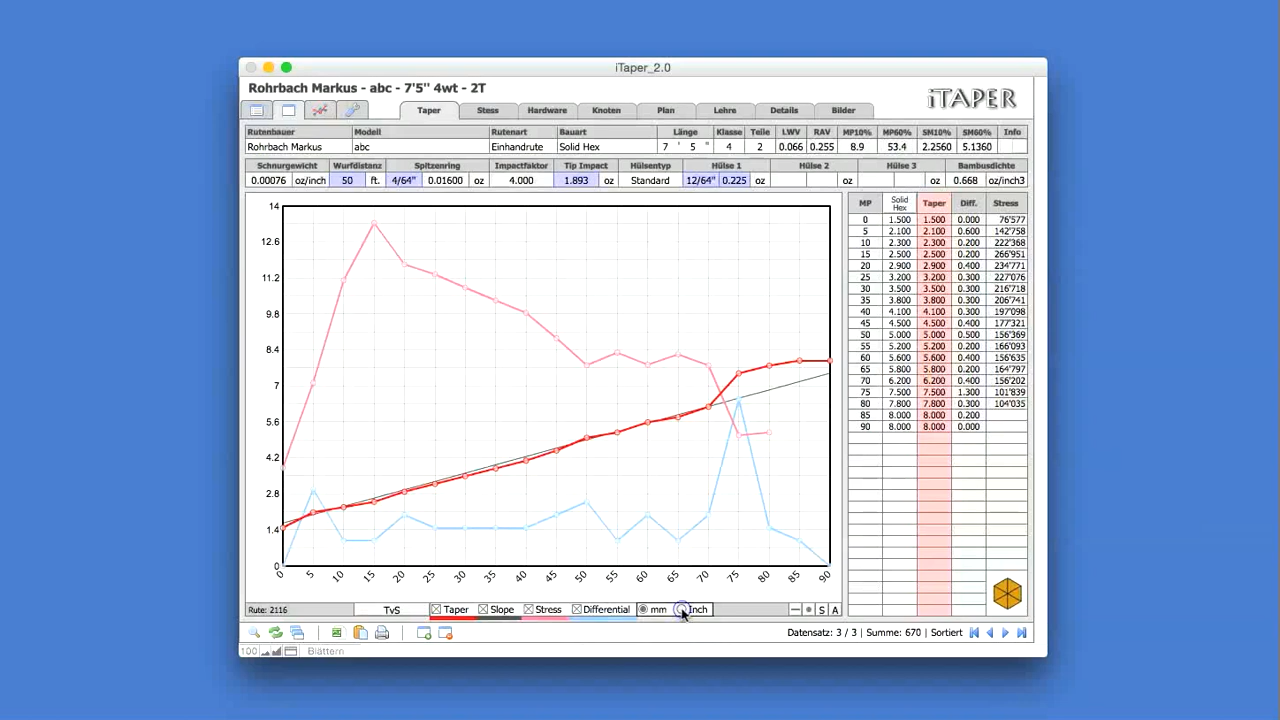 iTaper_2.0
Rohrbach Markus - abc - 7'5'' 4wt - 2T
iTAPER
Taper Stess Hardware Knoten Plan Lehre Details Bilder
Rutenbauer Modell Rutenart Bauart Länge Klasse Teile LWV RAV MP10% MP60% SM10% SM60% Info
Rohrbach Markus abc Einhandrute Solid Hex 7 ' 5 " 4 2 0.066 0.255 8.9 53.4 2.2560 5.1360
Schnurgewicht Wurfdistanz Spitzenring Impactfaktor Tip Impact Hülsentyp Hülse 1 Hülse 2 Hülse 3 Bambusdichte
0.00076 oz/inch 50 ft. 4/64" 0.01600 oz 4.000 1.893 oz Standard 12/64" 0.225 oz oz oz 0.668 oz/inch3
MP Solid Hex Taper Diff. Stress
0 1.500 1.500 0.000 76'577
5 2.100 2.100 0.600 142'758
10 2.300 2.300 0.200 222'368
15 2.500 2.500 0.200 266'951
20 2.900 2.900 0.400 234'771
25 3.200 3.200 0.300 227'076
30 3.500 3.500 0.300 216'718
35 3.800 3.800 0.300 206'741
40 4.100 4.100 0.300 197'098
45 4.500 4.500 0.400 177'321
50 5.000 5.000 0.500 156'369
55 5.200 5.200 0.200 166'093
60 5.600 5.600 0.400 156'635
65 5.800 5.800 0.200 164'797
70 6.200 6.200 0.400 156'202
75 7.500 7.500 1.300 101'839
80 7.800 7.800 0.300 104'035
85 8.000 8.000 0.200
90 8.000 8.000 0.000
14
12.6
11.2
9.8
8.4
7
5.6
4.2
2.8
1.4
0
0 5 10 15 20 25 30 35 40 45 50 55 60 65 70 75 80 85 90
Rute: 2116 TvS Taper Slope Stress Differential mm Inch S A
Datensatz: 3 / 3 | Summe: 670 | Sortiert
100 Blättern